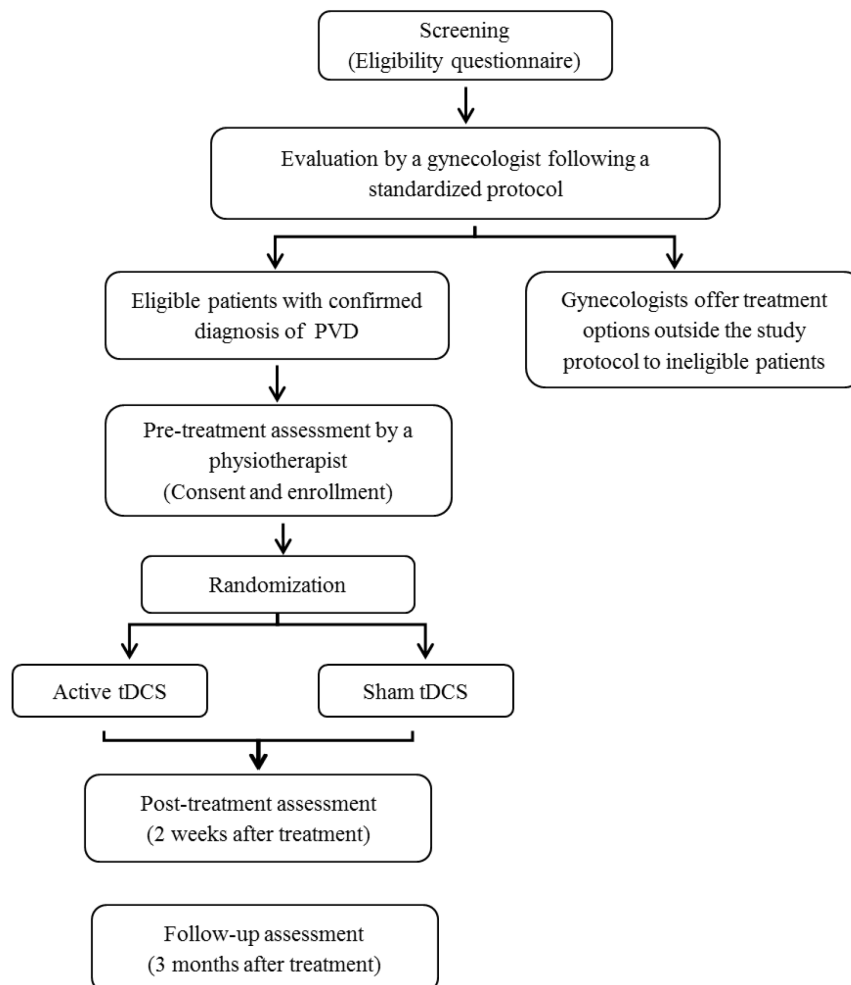 Screening
(Eligibility questionnaire)
Evaluation by a gynecologist following a
standardized protocol
Eligible patients with confirmed
diagnosis of PVD
Gynecologists offer treatment
options outside the study
protocol to ineligible patients
Pre-treatment assessment by a
physiotherapist
(Consent and enrollment)
Randomization
Active tDCS
Sham tDCS
Post-treatment assessment
(2 weeks after treatment)
Follow-up assessment
(3 months after treatment)